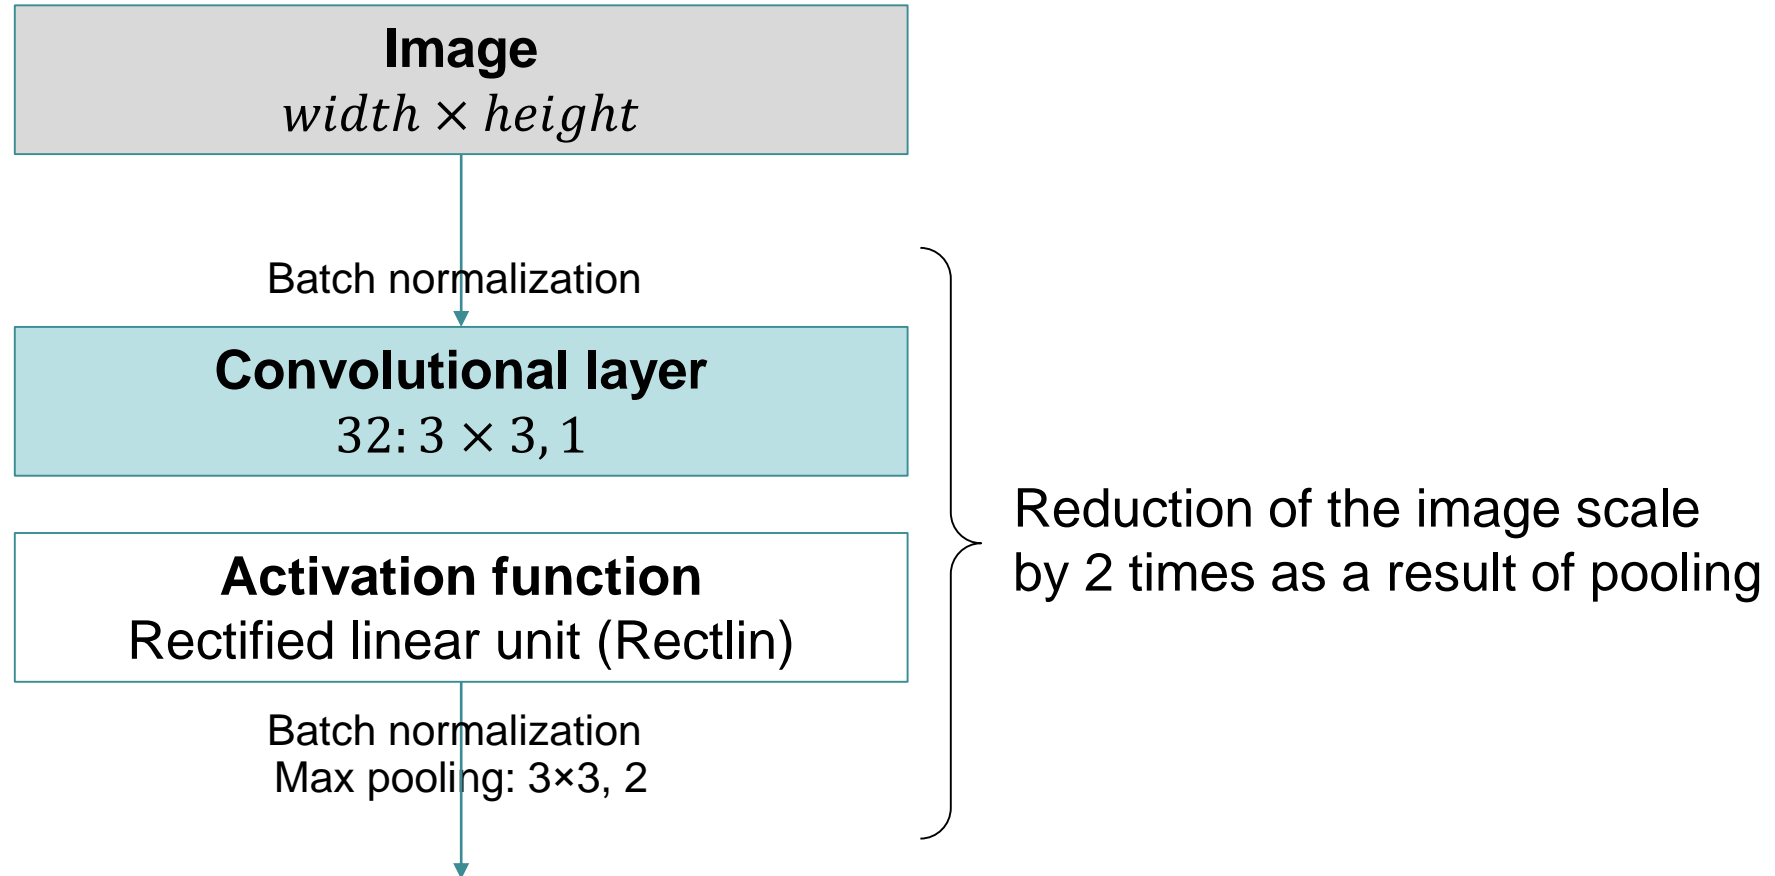 Image
width × height
Batch normalization
Convolutional layer
32: 3 × 3, 1
Activation function
Rectified linear unit (Rectlin)
Batch normalization
Max pooling: 3×3, 2
Reduction of the image scale
by 2 times as a result of pooling